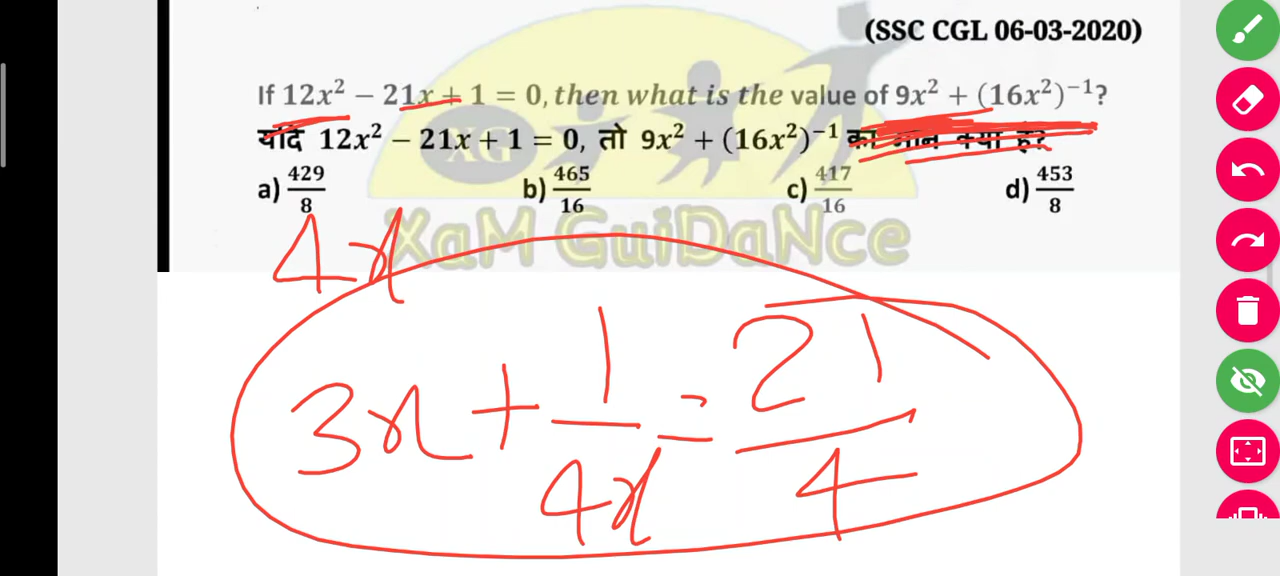 (SSC CGL 06-03-2020)
If 12x² − 21x + 1 = 0, then what is the value of 9x² + (16x²)⁻¹?
यदि 12x² − 21x + 1 = 0, तो 9x² + (16x²)⁻¹ का मान क्या है?
a) 429/8 b) 465/16 c) 417/16 d) 453/8
AG
XaM GuiDaNce
4x
3x + 1/4x = 21/4